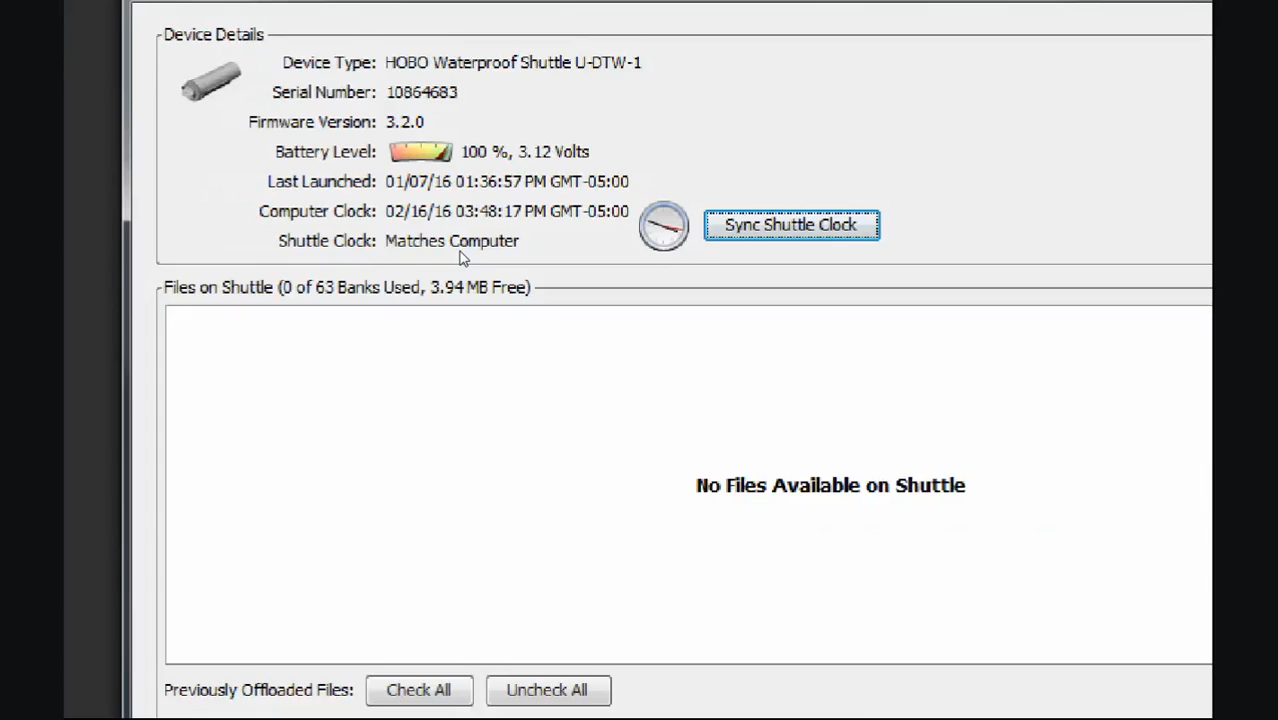 Device Details
Device Type: HOBO Waterproof Shuttle U-DTW-1
Serial Number: 10864683
Firmware Version: 3.2.0
Battery Level: 100 %, 3.12 Volts
Last Launched: 01/07/16 01:36:57 PM GMT-05:00
Computer Clock: 02/16/16 03:48:17 PM GMT-05:00
Sync Shuttle Clock
Shuttle Clock: Matches Computer
Files on Shuttle (0 of 63 Banks Used, 3.94 MB Free)
No Files Available on Shuttle
Previously Offloaded Files: Check All Uncheck All